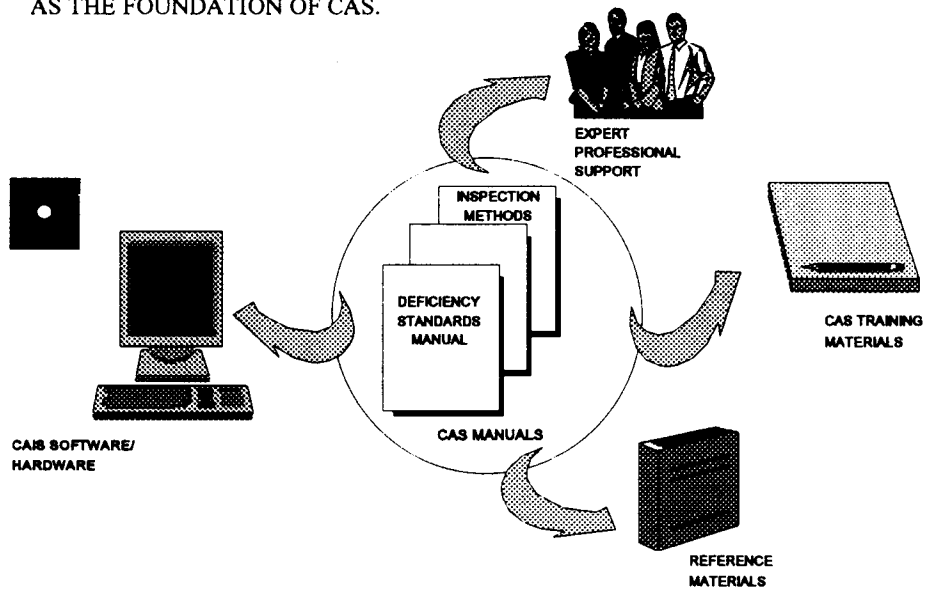 AS THE FOUNDATION OF CAS.
EXPERT
PROFESSIONAL
SUPPORT
INSPECTION
METHODS
DEFICIENCY
STANDARDS
MANUAL
CAS MANUALS
CAS TRAINING
MATERIALS
CAIS SOFTWARE/
HARDWARE
REFERENCE
MATERIALS